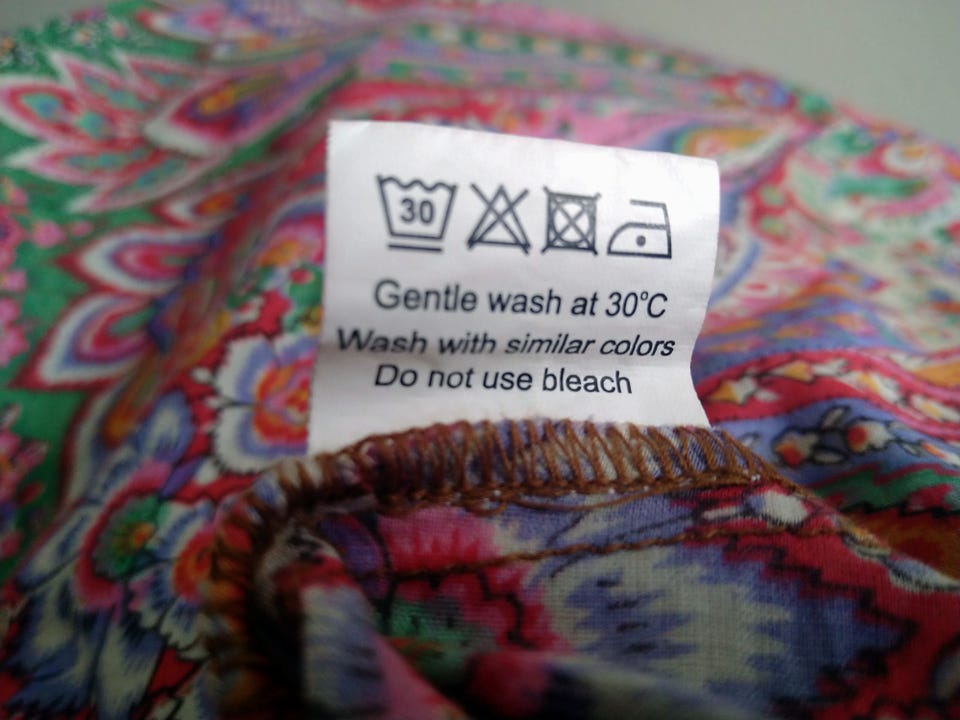 30
Gentle wash at 30°C
Wash with similar colors
Do not use bleach